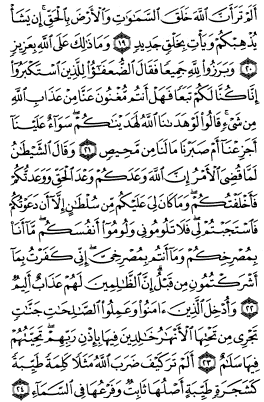 أَلَمْ تَرَ أَنَّ ٱللَّهَ خَلَقَ ٱلسَّمَٰوَٰتِ وَٱلْأَرْضَ بِٱلْحَقِّ ۚ إِن يَشَأْ
يُذْهِبْكُمْ وَيَأْتِ بِخَلْقٍ جَدِيدٍ ١٩ وَمَا ذَٰلِكَ عَلَى ٱللَّهِ بِعَزِيزٍ
٢٠ وَبَرَزُوا۟ لِلَّهِ جَمِيعًا فَقَالَ ٱلضُّعَفَٰٓؤُا۟ لِلَّذِينَ ٱسْتَكْبَرُوٓا۟
إِنَّا كُنَّا لَكُمْ تَبَعًا فَهَلْ أَنتُم مُّغْنُونَ عَنَّا مِنْ عَذَابِ ٱللَّهِ
مِن شَىْءٍ ۚ قَالُوا۟ لَوْ هَدَىٰنَا ٱللَّهُ لَهَدَيْنَٰكُمْ ۖ سَوَآءٌ عَلَيْنَآ
أَجَزِعْنَآ أَمْ صَبَرْنَا مَا لَنَا مِن مَّحِيصٍ ٢١ وَقَالَ ٱلشَّيْطَٰنُ
لَمَّا قُضِىَ ٱلْأَمْرُ إِنَّ ٱللَّهَ وَعَدَكُمْ وَعْدَ ٱلْحَقِّ وَوَعَدتُّكُمْ
فَأَخْلَفْتُكُمْ ۖ وَمَا كَانَ لِىَ عَلَيْكُم مِّن سُلْطَٰنٍ إِلَّآ أَن دَعَوْتُكُمْ
فَٱسْتَجَبْتُمْ لِى ۖ فَلَا تَلُومُونِى وَلُومُوٓا۟ أَنفُسَكُم ۖ مَّآ أَنَا۠
بِمُصْرِخِكُمْ وَمَآ أَنتُم بِمُصْرِخِىَّ ۖ إِنِّى كَفَرْتُ بِمَآ
أَشْرَكْتُمُونِ مِن قَبْلُ ۗ إِنَّ ٱلظَّٰلِمِينَ لَهُمْ عَذَابٌ أَلِيمٌ
٢٢ وَأُدْخِلَ ٱلَّذِينَ ءَامَنُوا۟ وَعَمِلُوا۟ ٱلصَّٰلِحَٰتِ جَنَّٰتٍ
تَجْرِى مِن تَحْتِهَا ٱلْأَنْهَٰرُ خَٰلِدِينَ فِيهَا بِإِذْنِ رَبِّهِمْ ۖ تَحِيَّتُهُمْ
فِيهَا سَلَٰمٌ ٢٣ أَلَمْ تَرَ كَيْفَ ضَرَبَ ٱللَّهُ مَثَلًا كَلِمَةً طَيِّبَةً
كَشَجَرَةٍ طَيِّبَةٍ أَصْلُهَا ثَابِتٌ وَفَرْعُهَا فِى ٱلسَّمَآءِ ٢٤